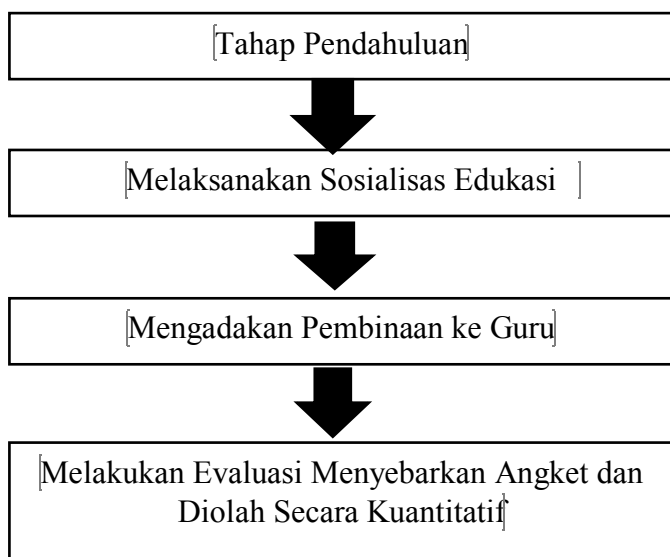 Tahap Pendahuluan
Melaksanakan Sosialisas Edukasi
Mengadakan Pembinaan ke Guru
Melakukan Evaluasi Menyebarkan Angket dan
Diolah Secara Kuantitatif